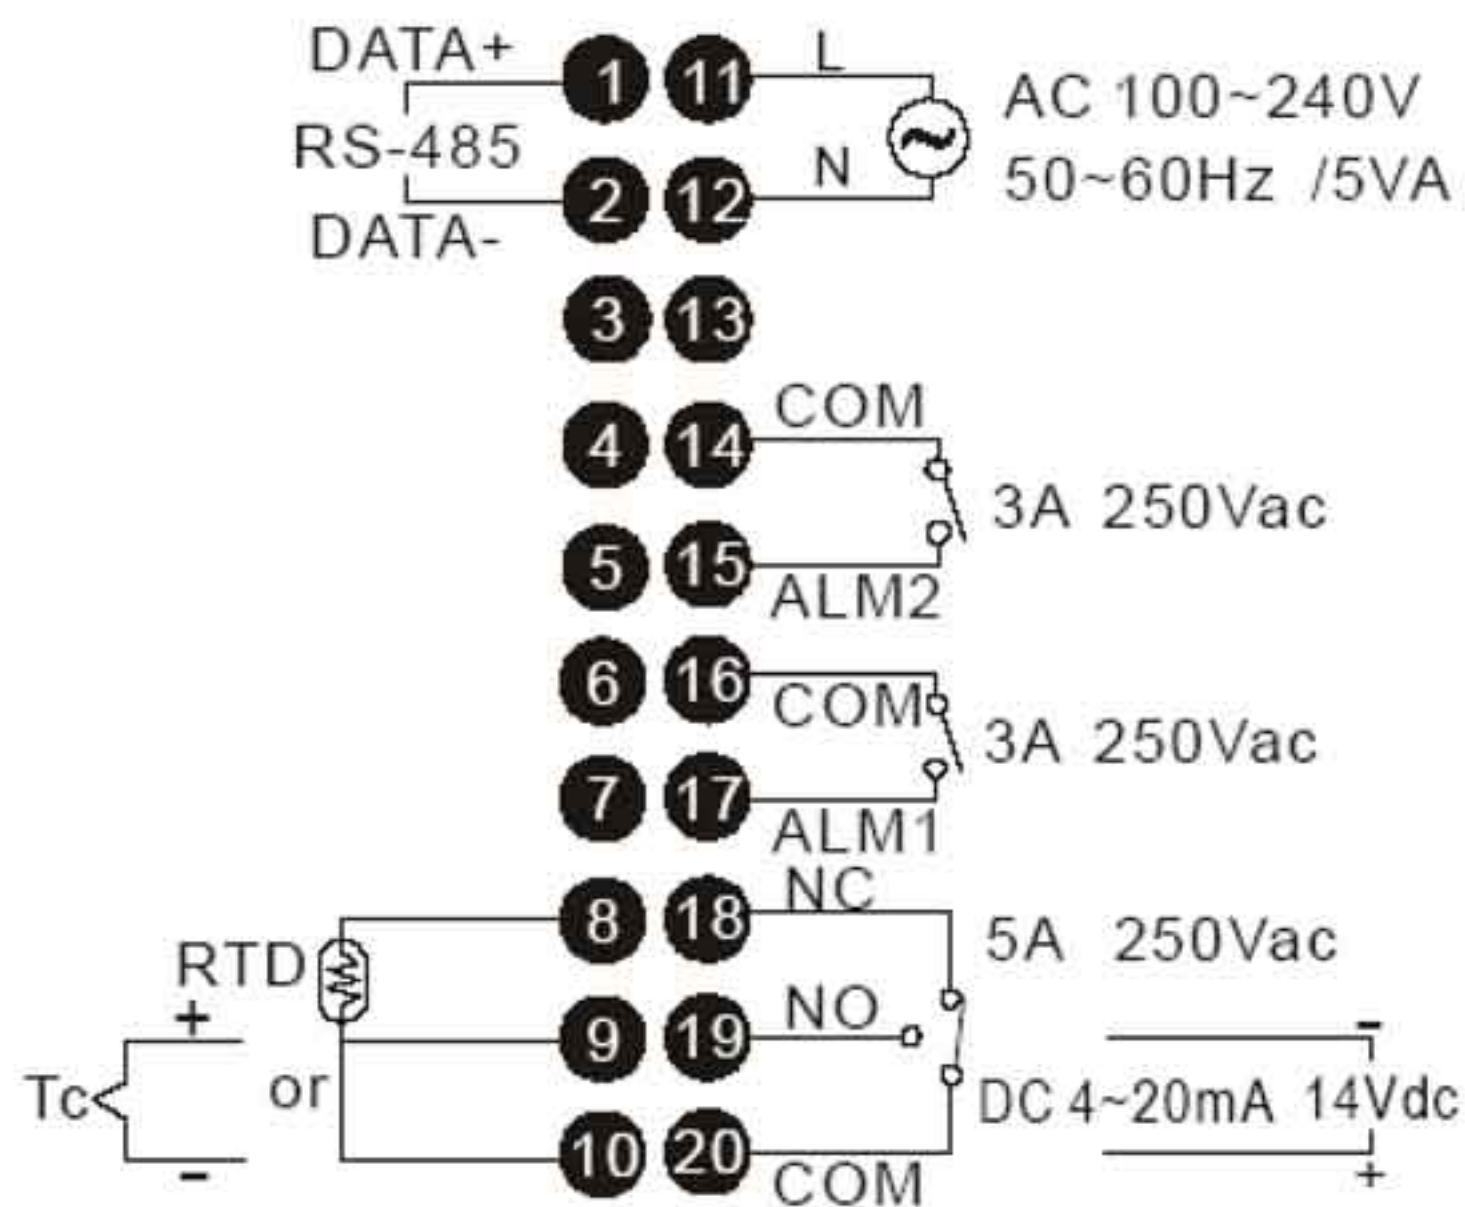 DATA+
1
11
L
AC 100~240V
RS-485
50~60Hz /5VA
N
2
12
DATA-
3
13
COM
4
14
3A 250Vac
5
15
ALM2
6
16
COM
3A 250Vac
7
17
ALM1
NC
8
18
5A 250Vac
RTD
+
NO
9
19
-
Tc
or
DC 4~20mA 14Vdc
10
20
-
COM
+